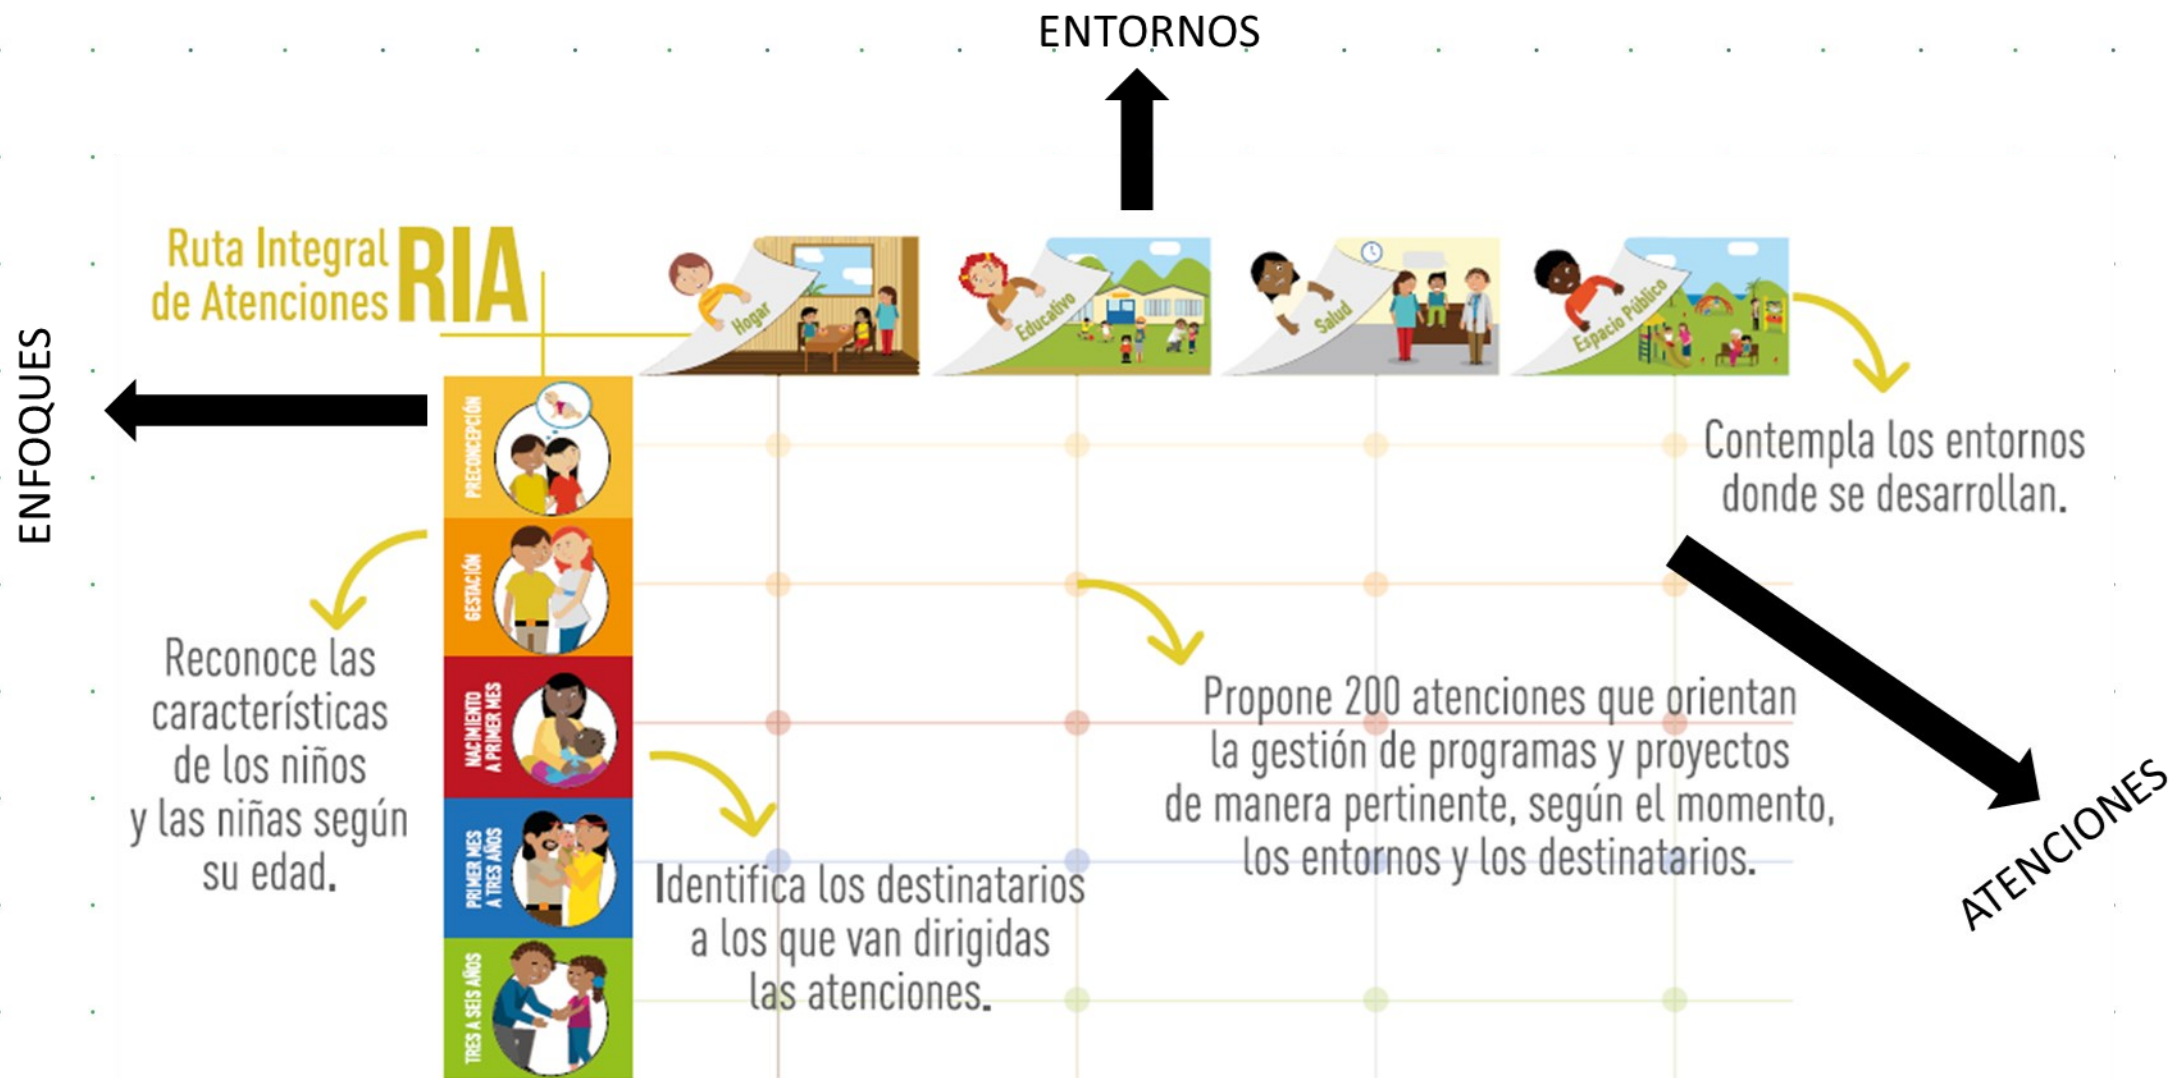 ENTORNOS
Ruta Integral
de Atenciones
RIA
Hogar
Educativo
Salud
Espacio Público
ENFOQUES
PRECONCEPCIÓN
GESTACIÓN
NACIMIENTO
A PRIMER MES
PRIMER MES
A TRES AÑOS
TRES A SEIS AÑOS
Contempla los entornos
donde se desarrollan.
Reconoce las
características
de los niños
y las niñas según
su edad.
Propone 200 atenciones que orientan
la gestión de programas y proyectos
de manera pertinente, según el momento,
los entornos y los destinatarios.
Identifica los destinatarios
a los que van dirigidas
las atenciones.
ATENCIONES